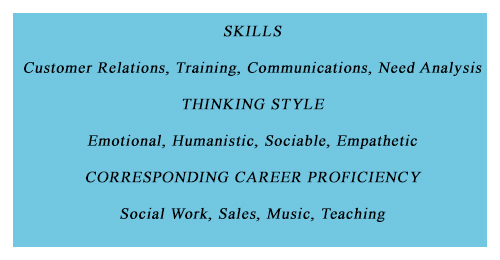 SKILLS
Customer Relations, Training, Communications, Need Analysis
THINKING STYLE
Emotional, Humanistic, Sociable, Empathetic
CORRESPONDING CAREER PROFICIENCY
Social Work, Sales, Music, Teaching